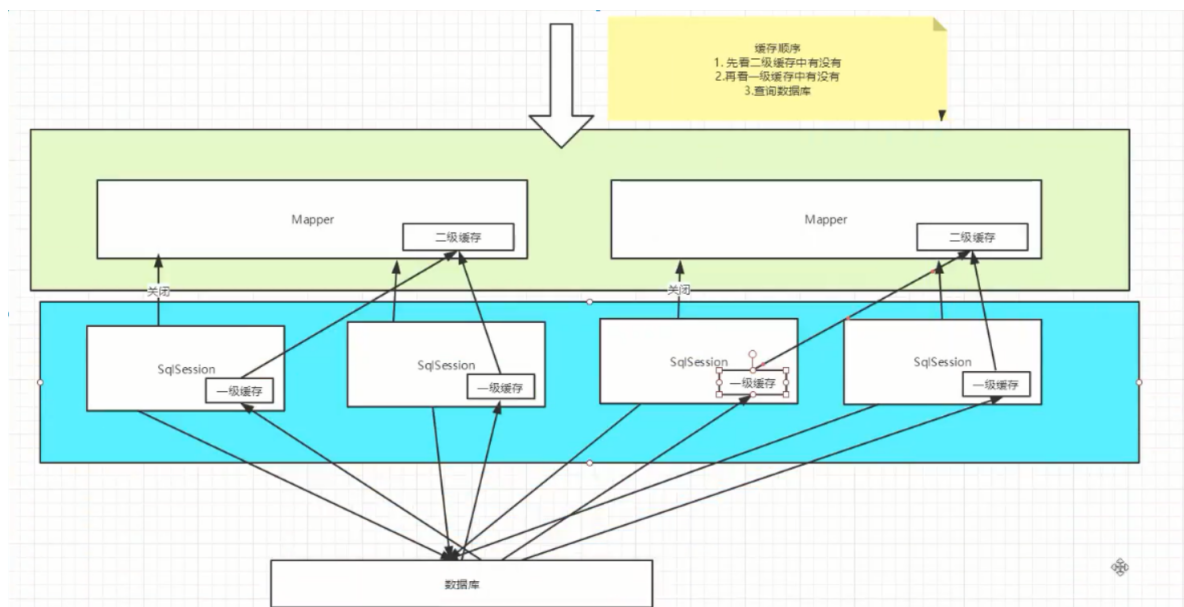 缓存顺序
1. 先看二级缓存中有没有
2.再看一级缓存中有没有
3.查询数据库
Mapper
二级缓存
Mapper
二级缓存
关闭
关闭
SqlSession
一级缓存
SqlSession
一级缓存
SqlSession
一级缓存
SqlSession
一级缓存
数据库